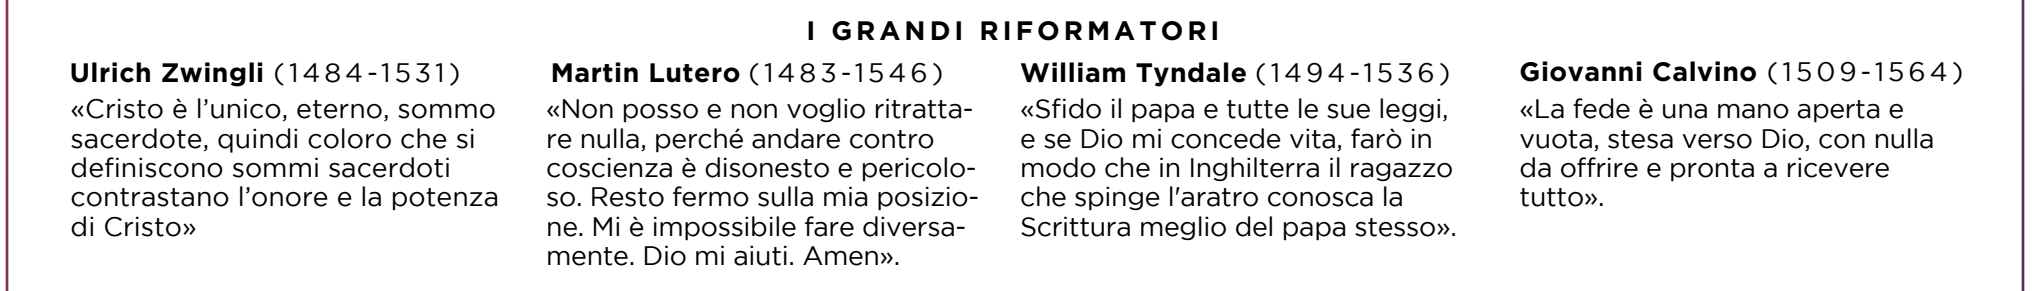 I GRANDI RIFORMATORI
Ulrich Zwingli (1484-1531)
«Cristo è l’unico, eterno, sommo
sacerdote, quindi coloro che si
definiscono sommi sacerdoti
contrastano l’onore e la potenza
di Cristo»
Martin Lutero (1483-1546)
«Non posso e non voglio ritratta-
re nulla, perché andare contro
coscienza è disonesto e pericolo-
so. Resto fermo sulla mia posizio-
ne. Mi è impossibile fare diversa-
mente. Dio mi aiuti. Amen».
William Tyndale (1494-1536)
«Sfido il papa e tutte le sue leggi,
e se Dio mi concede vita, farò in
modo che in Inghilterra il ragazzo
che spinge l'aratro conosca la
Scrittura meglio del papa stesso».
Giovanni Calvino (1509-1564)
«La fede è una mano aperta e
vuota, stesa verso Dio, con nulla
da offrire e pronta a ricevere
tutto».